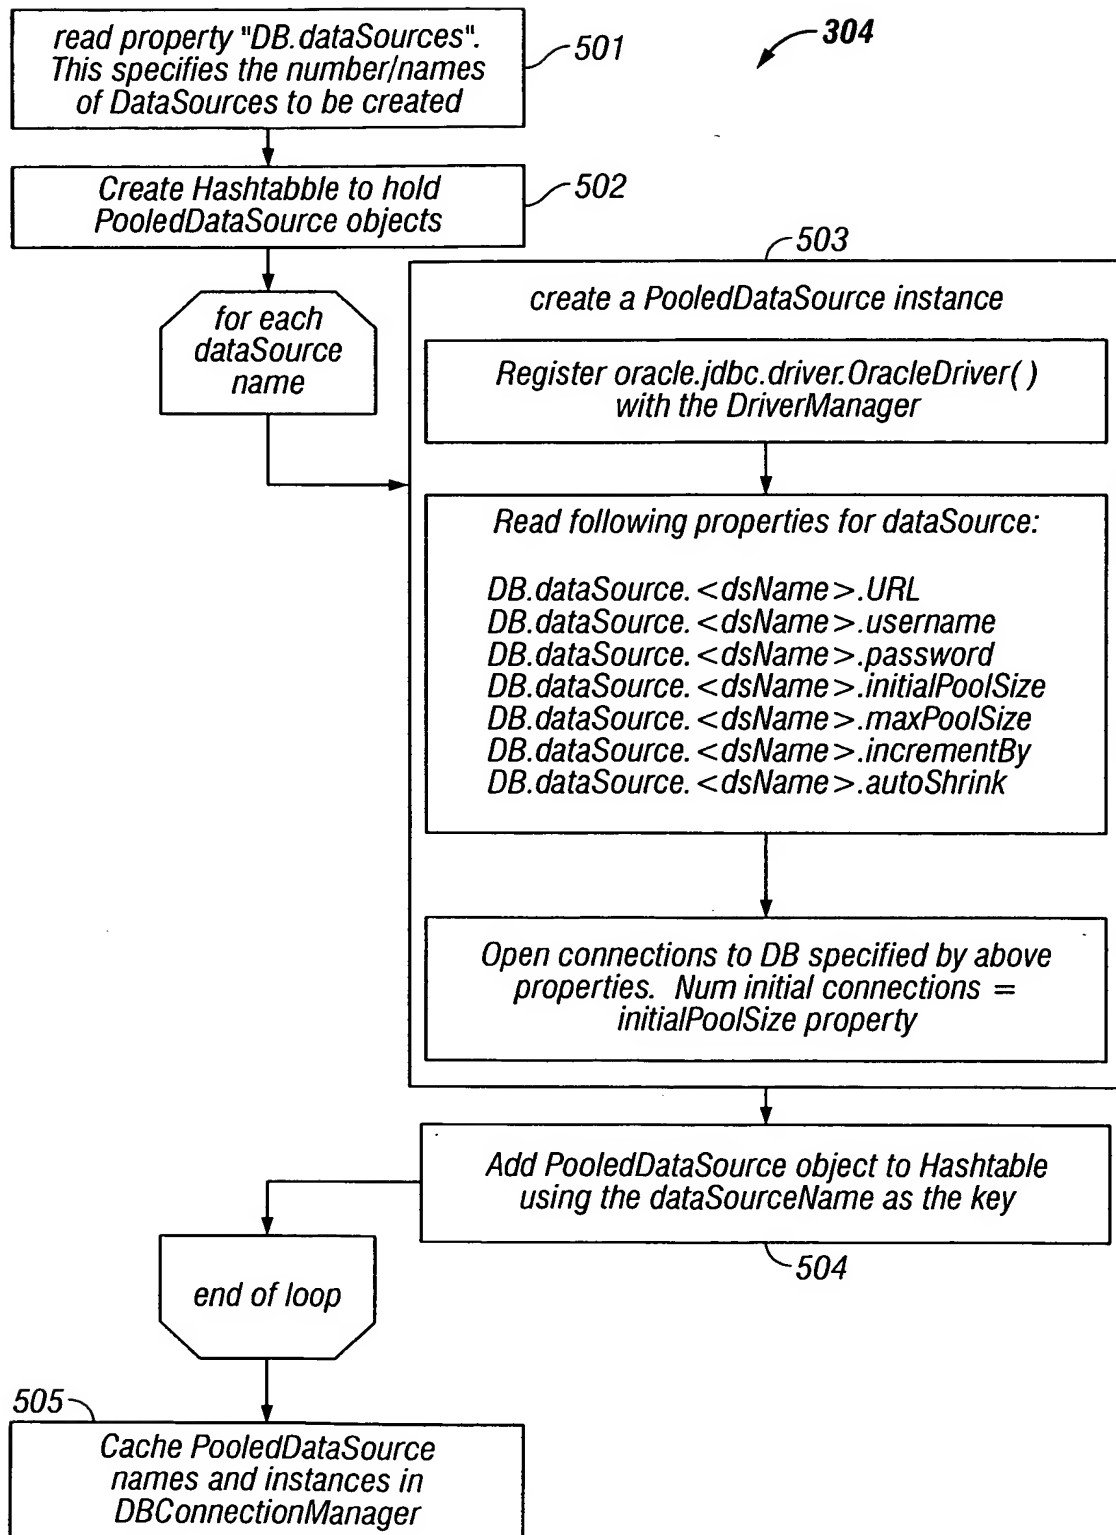 read property "DB.dataSources".
This specifies the number/names
of DataSources to be created
501
304
Create Hashtabble to hold
PooledDataSource objects
502
for each
dataSource
name
503
create a PooledDataSource instance
Register oracle.jdbc.driver.OracleDriver( )
with the DriverManager
Read following properties for dataSource:
DB.dataSource.<dsName>.URL
DB.dataSource.<dsName>.username
DB.dataSource.<dsName>.password
DB.dataSource.<dsName>.initialPoolSize
DB.dataSource.<dsName>.maxPoolSize
DB.dataSource.<dsName>.incrementBy
DB.dataSource.<dsName>.autoShrink
Open connections to DB specified by above
properties. Num initial connections =
initialPoolSize property
Add PooledDataSource object to Hashtable
using the dataSourceName as the key
504
end of loop
505
Cache PooledDataSource
names and instances in
DBConnectionManager